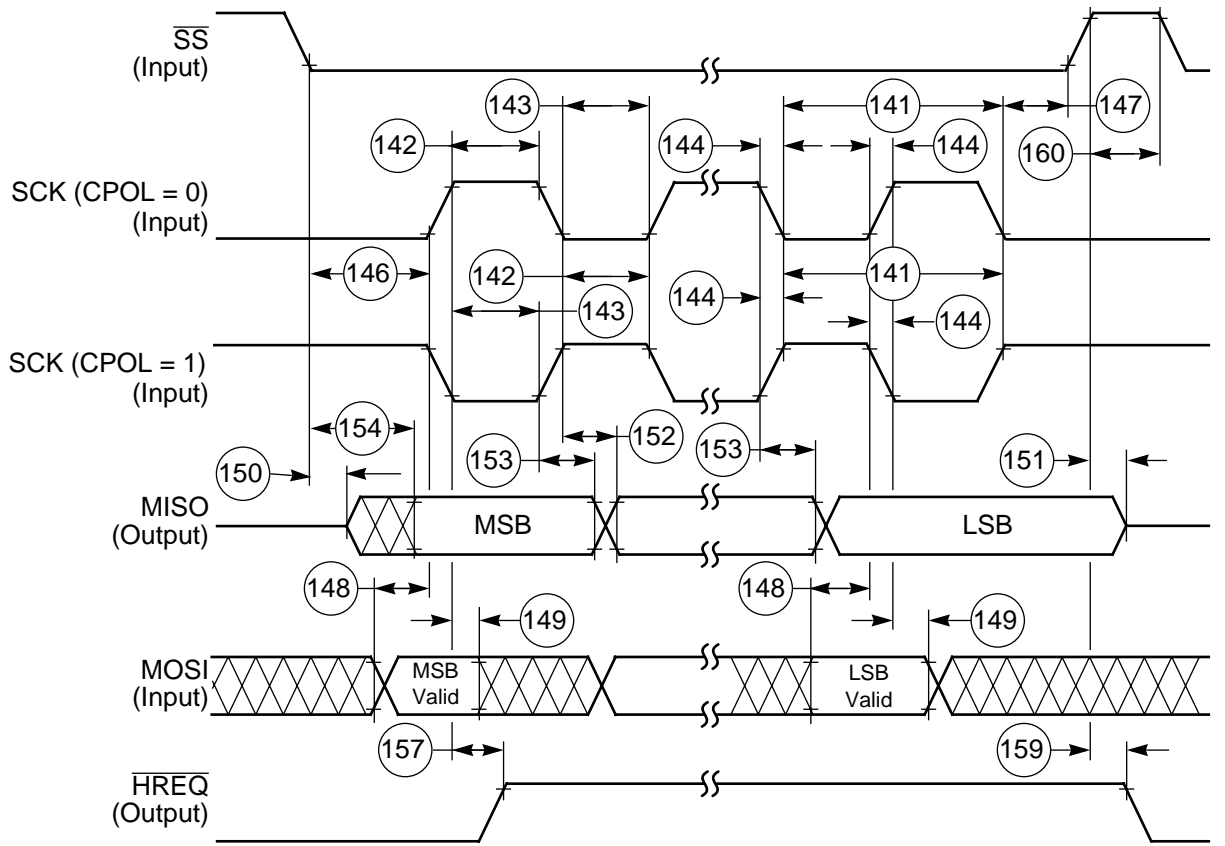 SS
(Input)
143
141
147
142
144
144
160
SCK (CPOL = 0)
(Input)
146
142
141
144
143
144
SCK (CPOL = 1)
(Input)
154
152
150
153
153
151
MISO
(Output)
MSB
LSB
148
148
149
149
MOSI
(Input)
MSB
Valid
LSB
Valid
157
159
HREQ
(Output)